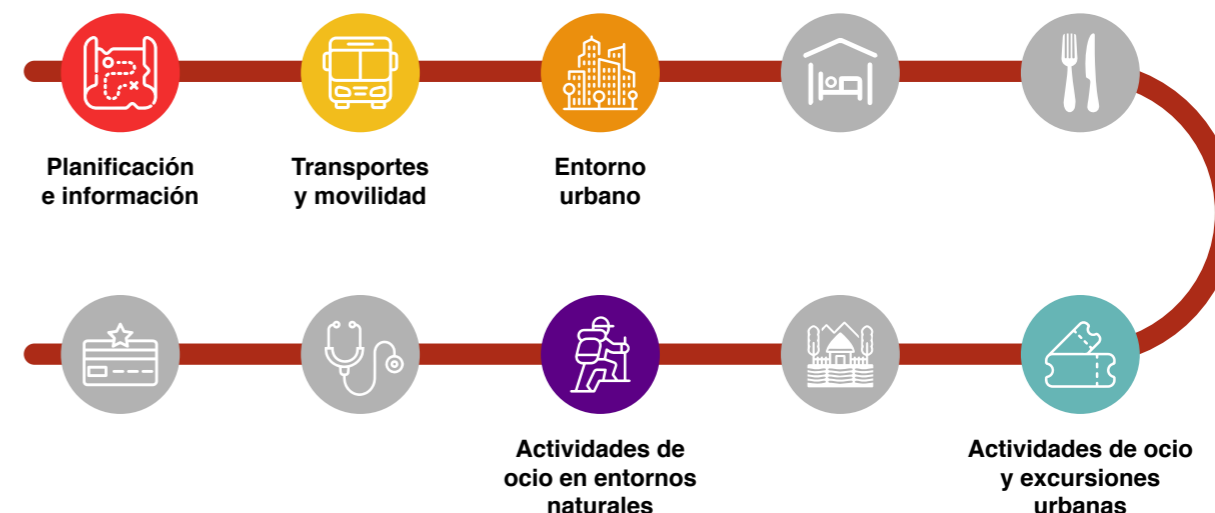 Planificación
e información
Transportes
y movilidad
Entorno
urbano
Actividades de
ocio en entornos
naturales
Actividades de ocio
y excursiones
urbanas